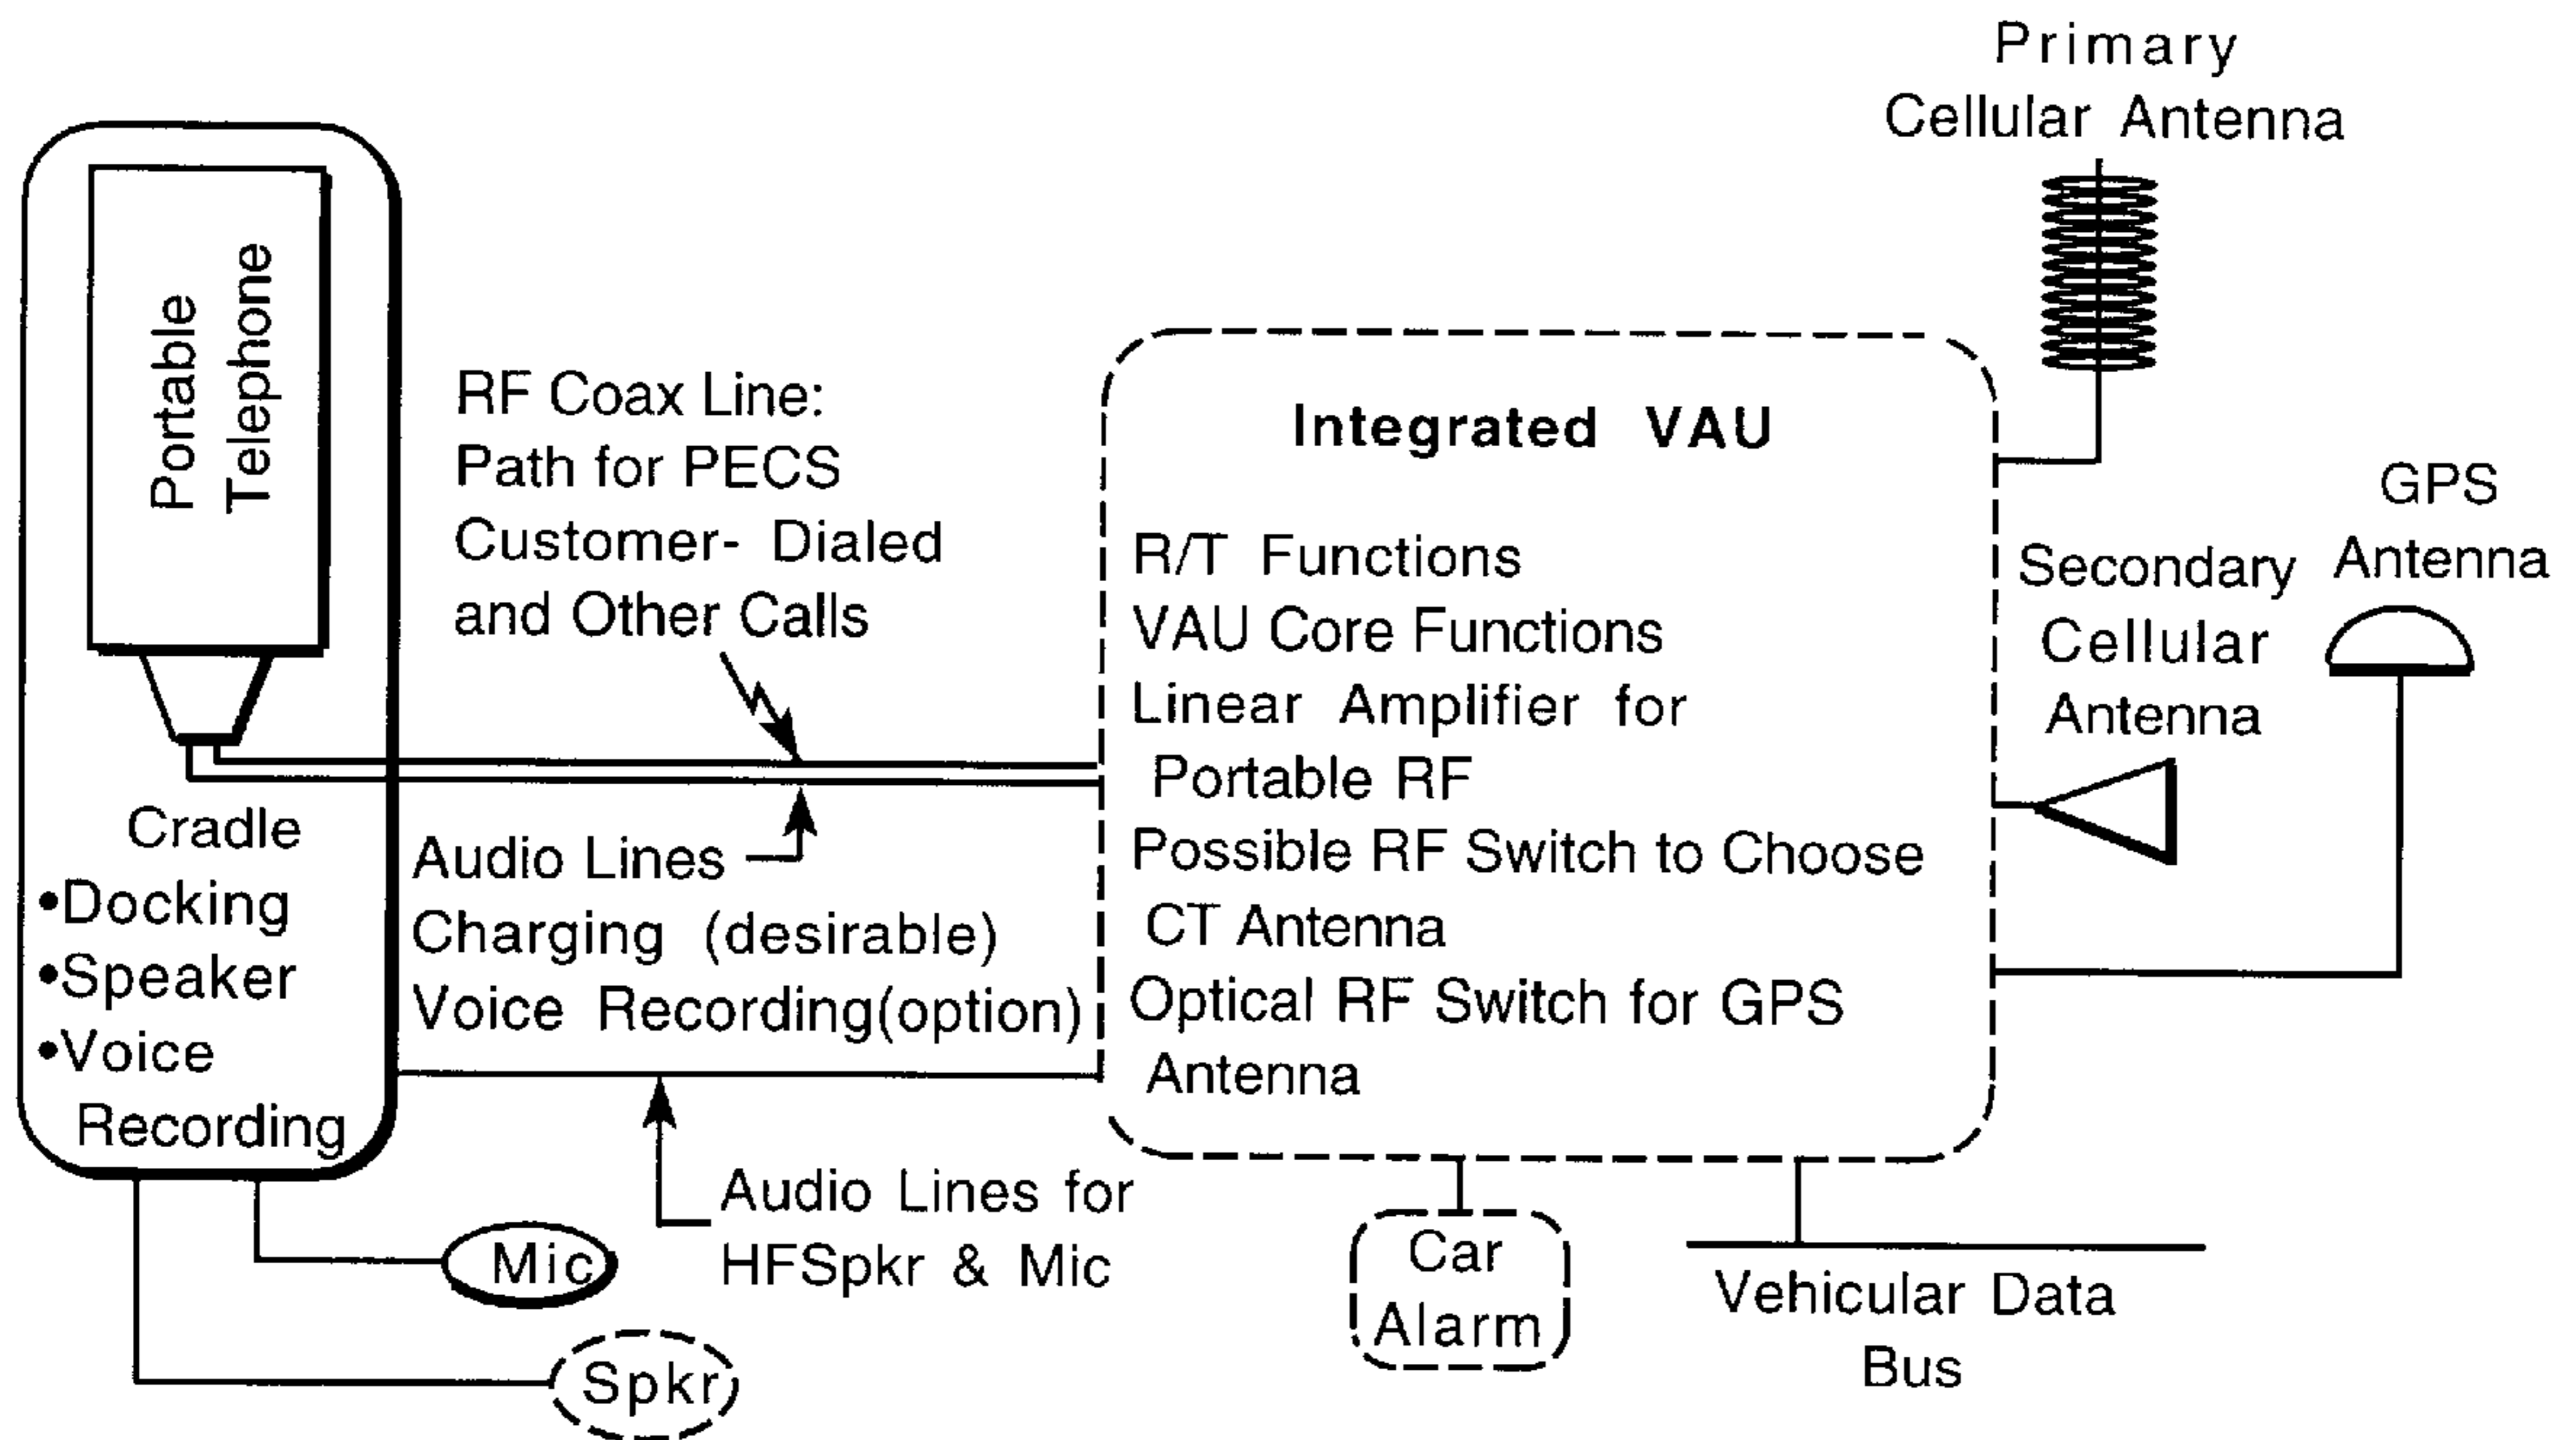 Portable
Telephone
Cradle
•Docking
•Speaker
•Voice
Recording
RF Coax Line:
Path for PECS
Customer- Dialed
and Other Calls
Audio Lines
Charging (desirable)
Voice Recording(option)
Audio Lines for
HFSpkr & Mic
Mic
Spkr
Integrated VAU
R/T Functions
VAU Core Functions
Linear Amplifier for
Portable RF
Possible RF Switch to Choose
CT Antenna
Optical RF Switch for GPS
Antenna
Car
Alarm
Vehicular Data
Bus
Primary
Cellular Antenna
Secondary
Cellular
Antenna
GPS
Antenna